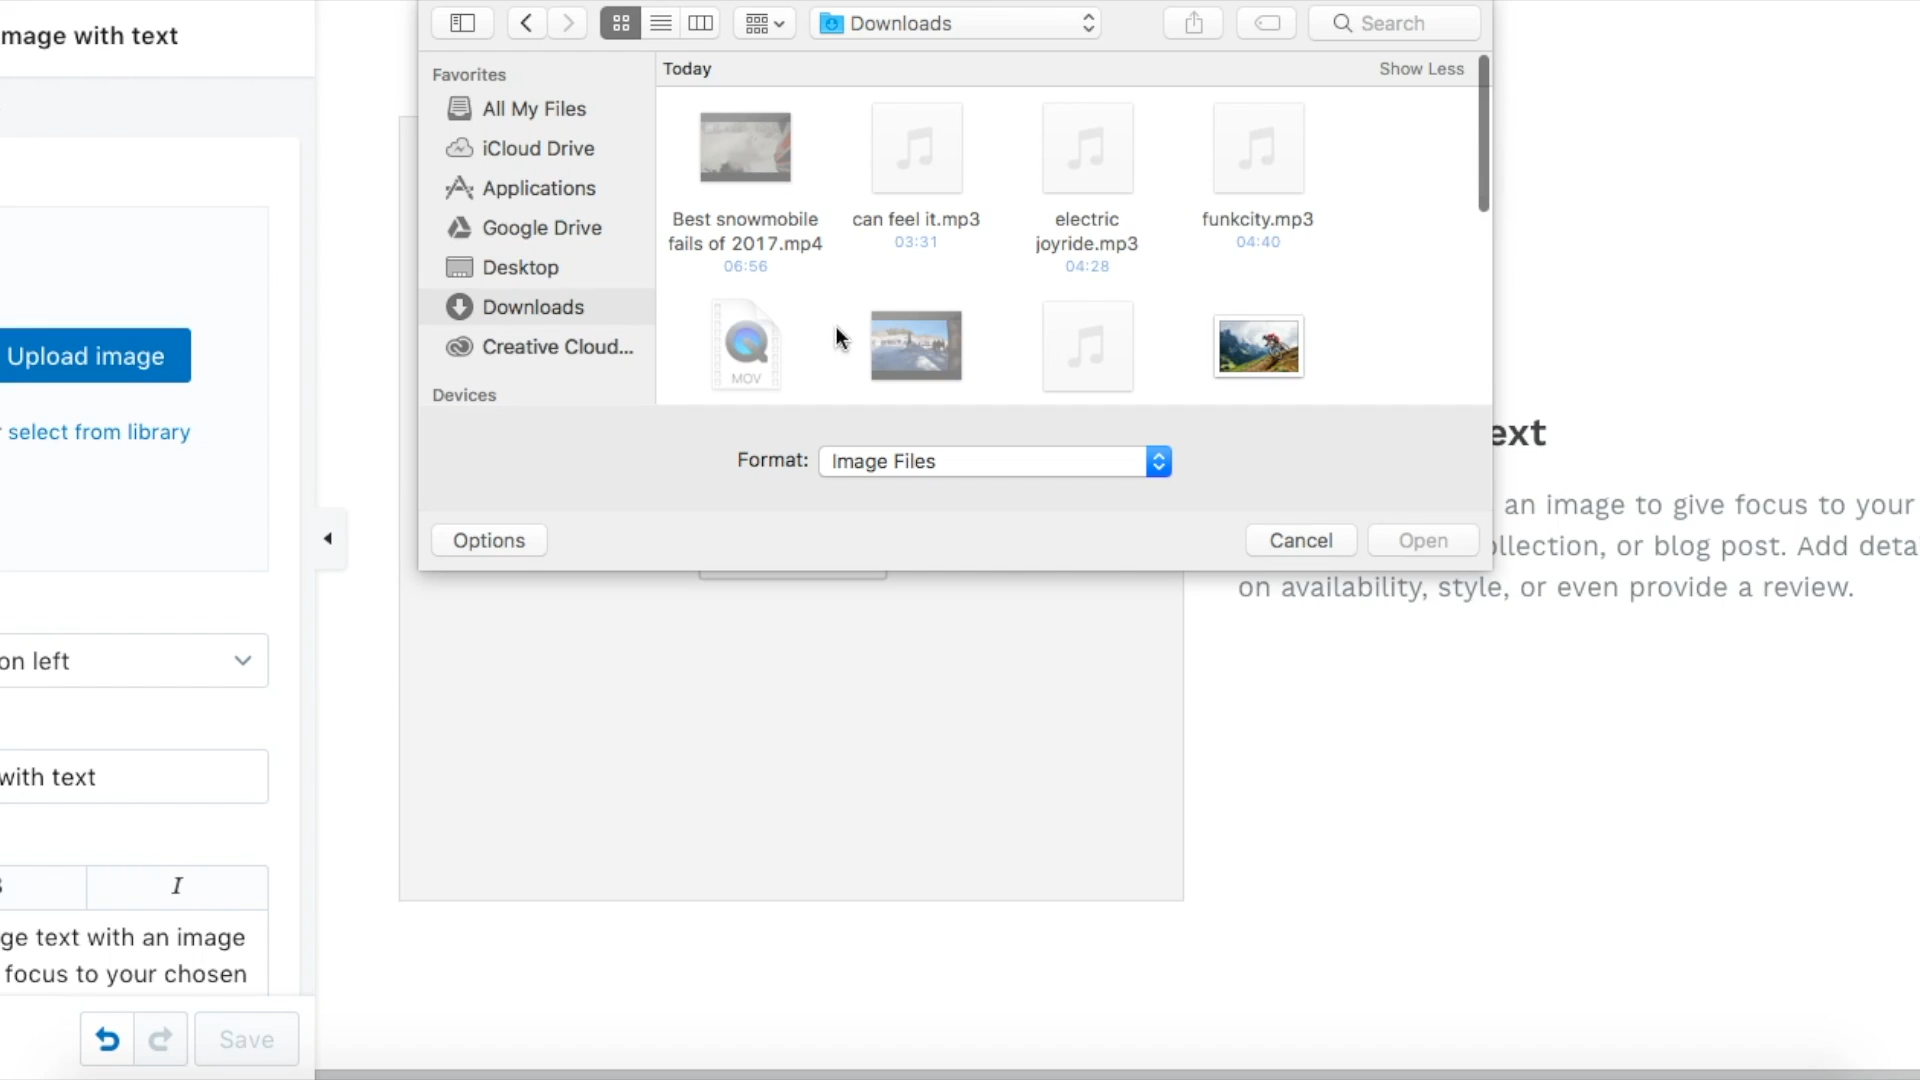 mage with text
Upload image
select from library
on left
with text
I
ge text with an image
focus to your chosen
Save
Downloads
Search
Favorites
All My Files
iCloud Drive
Applications
Google Drive
Desktop
Downloads
Creative Cloud...
Devices
Today
Show Less
Best snowmobile
fails of 2017.mp4
06:56
can feel it.mp3
03:31
electric
joyride.mp3
04:28
funkcity.mp3
04:40
MOV
Format:
Image Files
Options
Cancel
Open
ext
an image to give focus to your
ollection, or blog post. Add detai
on availability, style, or even provide a review.